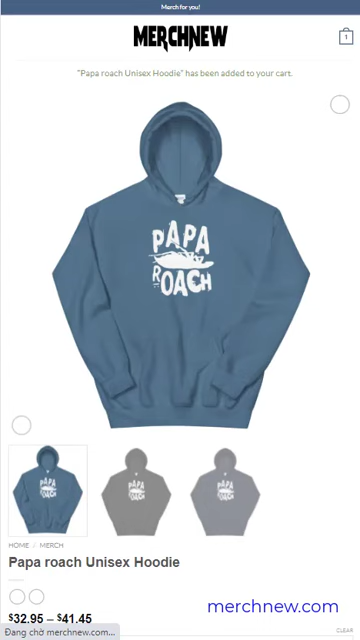 Merch for you!
MERCHNEW
1
"Papa roach Unisex Hoodie" has been added to your cart.
PAPA
ROACH
PAPA
ROACH
PAPA
ROACH
PAPA
ROACH
HOME / MERCH
Papa roach Unisex Hoodie
$32.95 – $41.45
merchnew.com
Đang chờ merchnew.com...
CLEAR